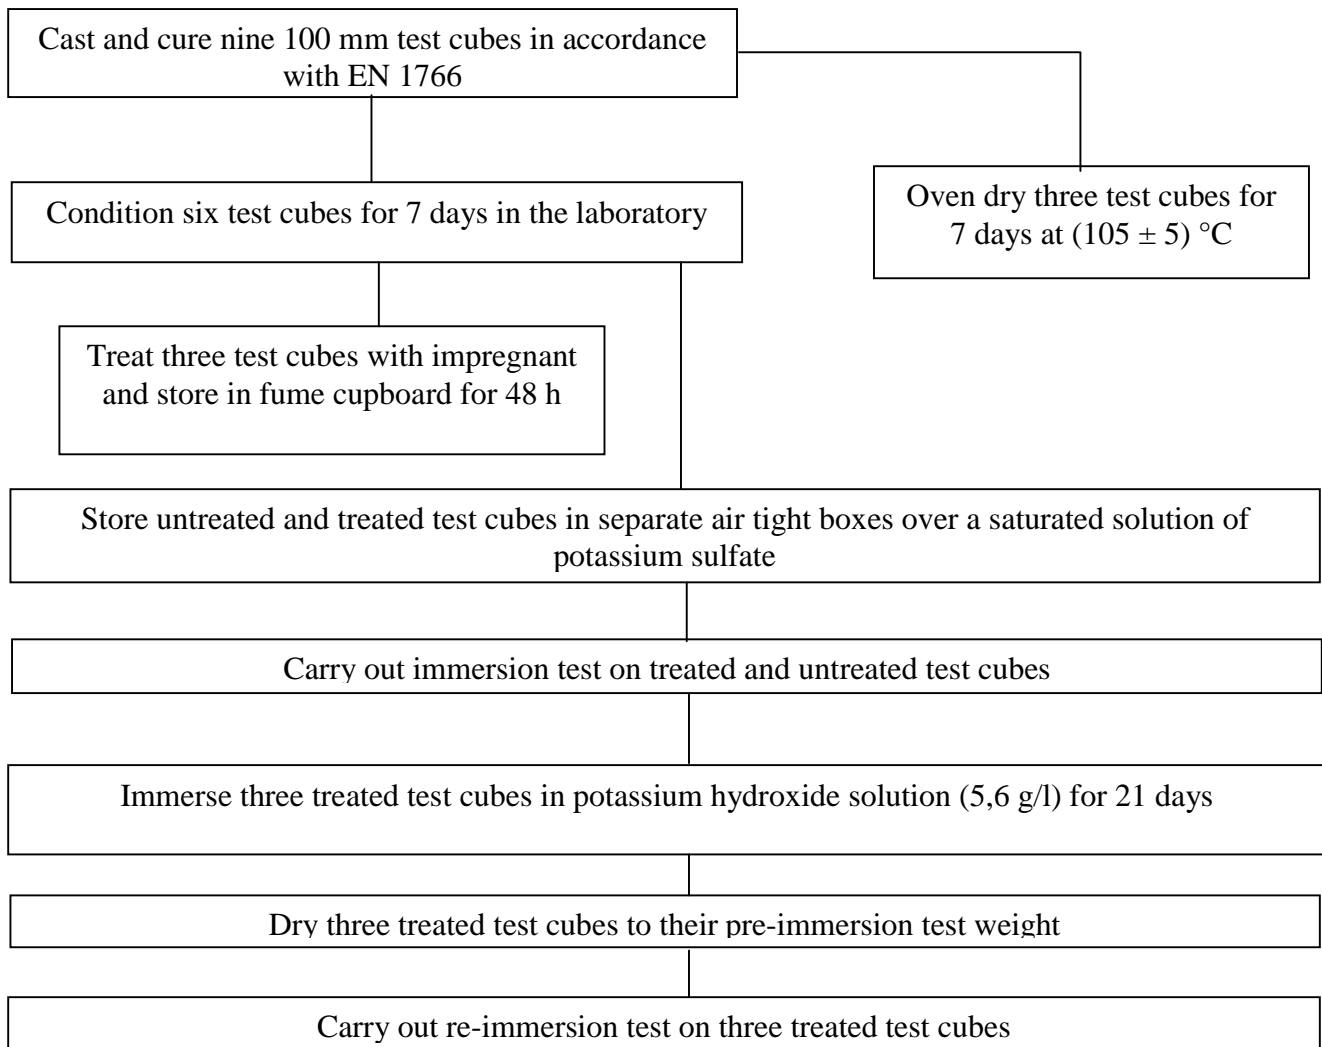 Cast and cure nine 100 mm test cubes in accordance
with EN 1766
Oven dry three test cubes for
7 days at (105 ± 5) °C
Condition six test cubes for 7 days in the laboratory
Treat three test cubes with impregnant
and store in fume cupboard for 48 h
Store untreated and treated test cubes in separate air tight boxes over a saturated solution of
potassium sulfate
Carry out immersion test on treated and untreated test cubes
Immerse three treated test cubes in potassium hydroxide solution (5,6 g/l) for 21 days
Dry three treated test cubes to their pre-immersion test weight
Carry out re-immersion test on three treated test cubes